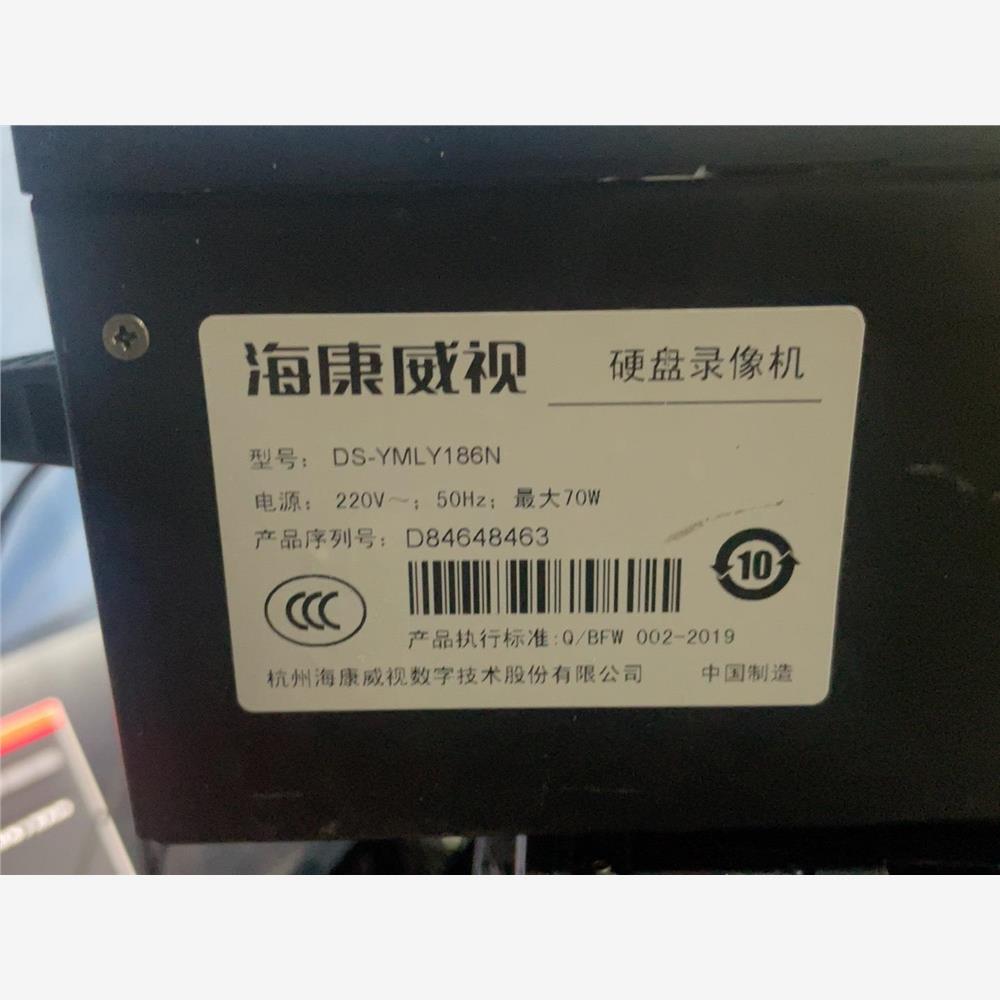 海康威视 硬盘录像机
型号： DS-YMLY186N
电源： 220V～；50Hz；最大70W
产品序列号： D84648463
10
CCC
产品执行标准:Q/BFW 002-2019
杭州海康威视数字技术股份有限公司 中国制造